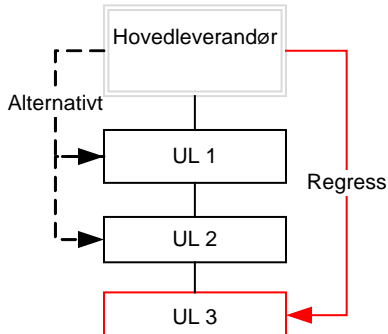 Hovedleverandør
Alternativt
UL 1
Regress
UL 2
UL 3